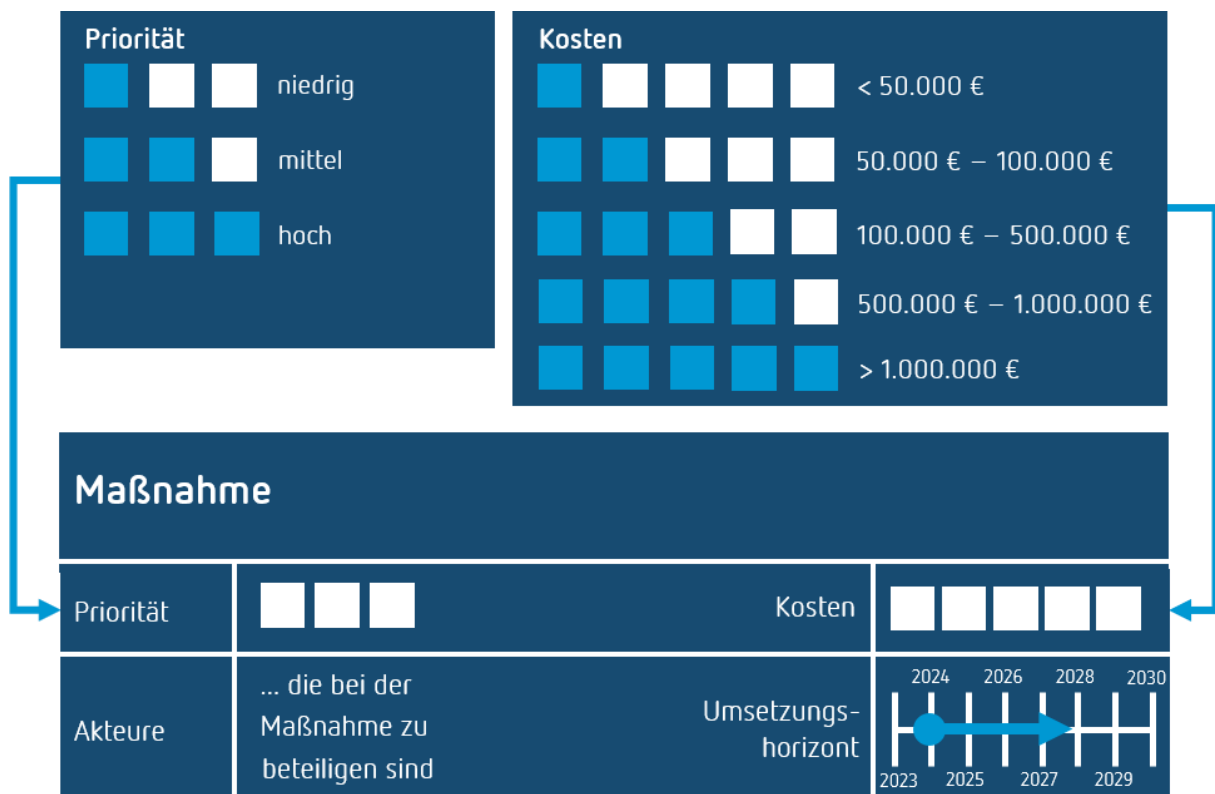 Priorität
niedrig
mittel
hoch
Kosten
< 50.000 €
50.000 € – 100.000 €
100.000 € – 500.000 €
500.000 € – 1.000.000 €
> 1.000.000 €
Maßnahme
Priorität
Kosten
Akteure
... die bei der
Maßnahme zu
beteiligen sind
Umsetzungs-
horizont
2024 2026 2028 2030
2023 2025 2027 2029